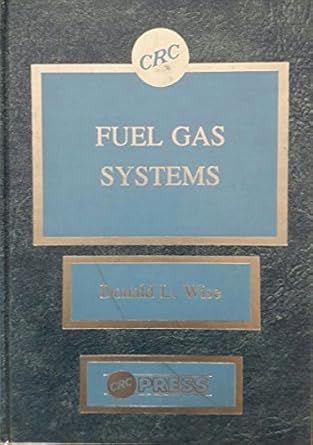 CRC
FUEL GAS
SYSTEMS
Donald L. Wise
CRC PRESS